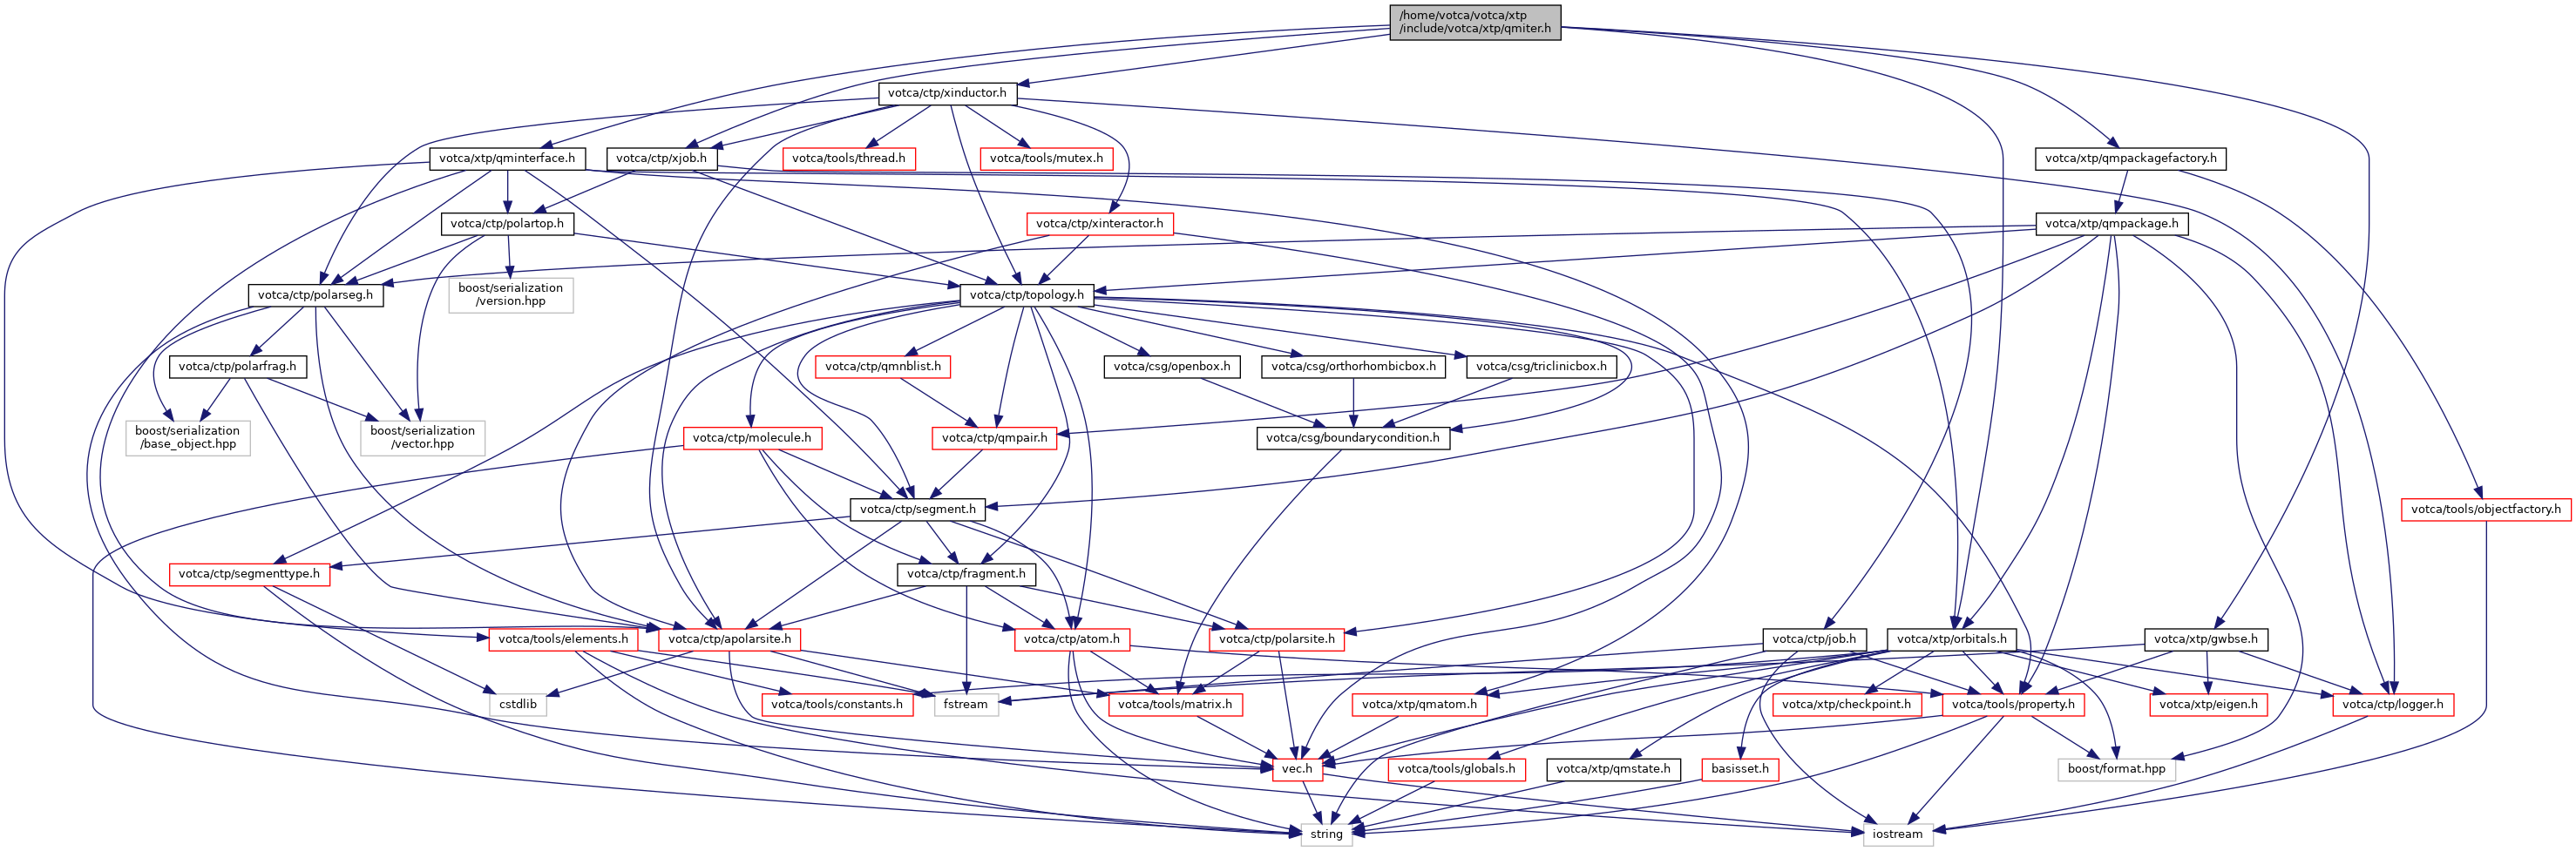 /home/votca/votca/xtp
/include/votca/xtp/qmiter.h
votca/ctp/xinductor.h
votca/xtp/qminterface.h
votca/ctp/xjob.h
votca/tools/thread.h
votca/tools/mutex.h
votca/xtp/qmpackagefactory.h
votca/ctp/polartop.h
votca/ctp/xinteractor.h
votca/xtp/qmpackage.h
votca/ctp/polarseg.h
boost/serialization
/version.hpp
votca/ctp/topology.h
votca/ctp/polarfrag.h
votca/ctp/qmnblist.h
votca/csg/openbox.h
votca/csg/orthorhombicbox.h
votca/csg/triclinicbox.h
boost/serialization
/base_object.hpp
boost/serialization
/vector.hpp
votca/ctp/molecule.h
votca/ctp/qmpair.h
votca/csg/boundarycondition.h
votca/ctp/segment.h
votca/tools/objectfactory.h
votca/ctp/segmenttype.h
votca/ctp/fragment.h
votca/tools/elements.h
votca/ctp/apolarsite.h
votca/ctp/atom.h
votca/ctp/polarsite.h
votca/ctp/job.h
votca/xtp/orbitals.h
votca/xtp/gwbse.h
cstdlib
votca/tools/constants.h
fstream
votca/tools/matrix.h
votca/xtp/qmatom.h
votca/xtp/checkpoint.h
votca/tools/property.h
votca/xtp/eigen.h
votca/ctp/logger.h
vec.h
votca/tools/globals.h
votca/xtp/qmstate.h
basisset.h
boost/format.hpp
string
iostream